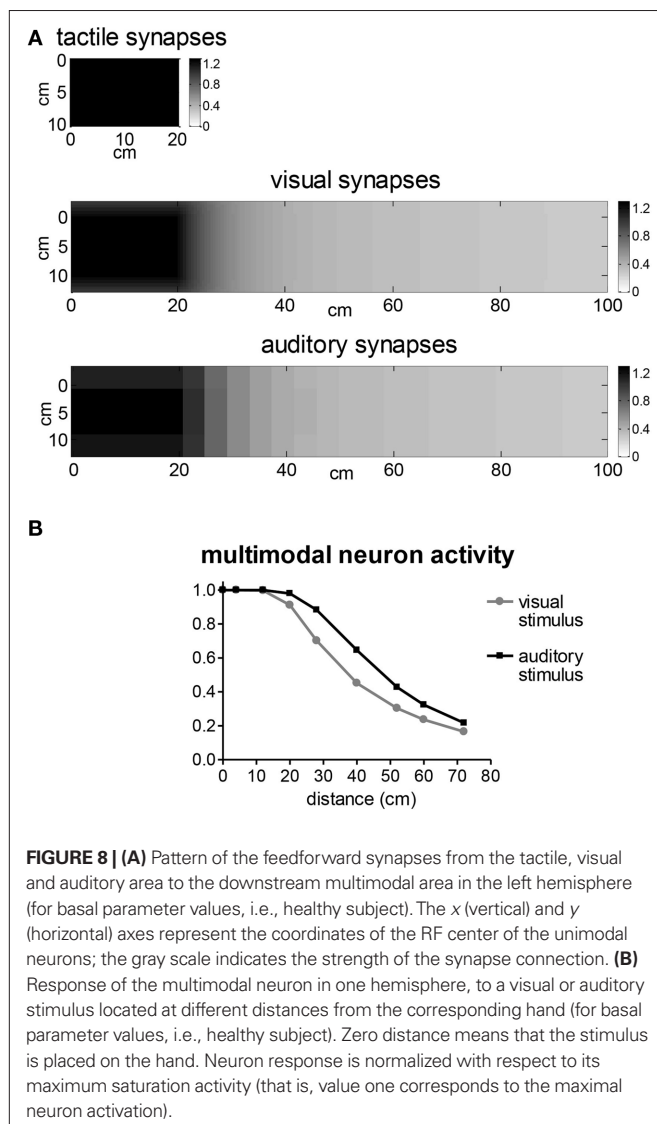 A tactile synapses
0
5
10
cm
0 10 20
cm
1.2
0.8
0.4
0
visual synapses
0
5
10
cm
0 20 40 60 80 100
cm
1.2
0.8
0.4
0
auditory synapses
0
5
10
cm
0 20 40 60 80 100
cm
1.2
0.8
0.4
0
B
multimodal neuron activity
1.0
0.8
0.6
0.4
0.2
0.0
0 10 20 30 40 50 60 70 80
distance (cm)
visual
stimulus
auditory
stimulus
FIGURE 8 | (A) Pattern of the feedforward synapses from the tactile, visual
and auditory area to the downstream multimodal area in the left hemisphere
(for basal parameter values, i.e., healthy subject). The x (vertical) and y
(horizontal) axes represent the coordinates of the RF center of the unimodal
neurons; the gray scale indicates the strength of the synapse connection. (B)
Response of the multimodal neuron in one hemisphere, to a visual or auditory
stimulus located at different distances from the corresponding hand (for basal
parameter values, i.e., healthy subject). Zero distance means that the stimulus
is placed on the hand. Neuron response is normalized with respect to its
maximum saturation activity (that is, value one corresponds to the maximal
neuron activation).